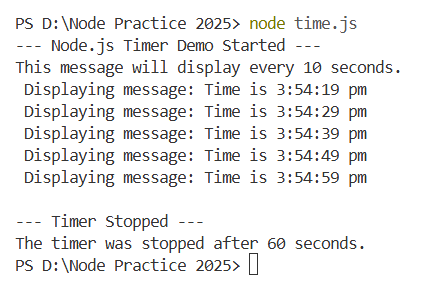 PS D:\Node Practice 2025> node time.js
--- Node.js Timer Demo Started ---
This message will display every 10 seconds.
 Displaying message: Time is 3:54:19 pm
 Displaying message: Time is 3:54:29 pm
 Displaying message: Time is 3:54:39 pm
 Displaying message: Time is 3:54:49 pm
 Displaying message: Time is 3:54:59 pm

--- Timer Stopped ---
The timer was stopped after 60 seconds.
PS D:\Node Practice 2025>